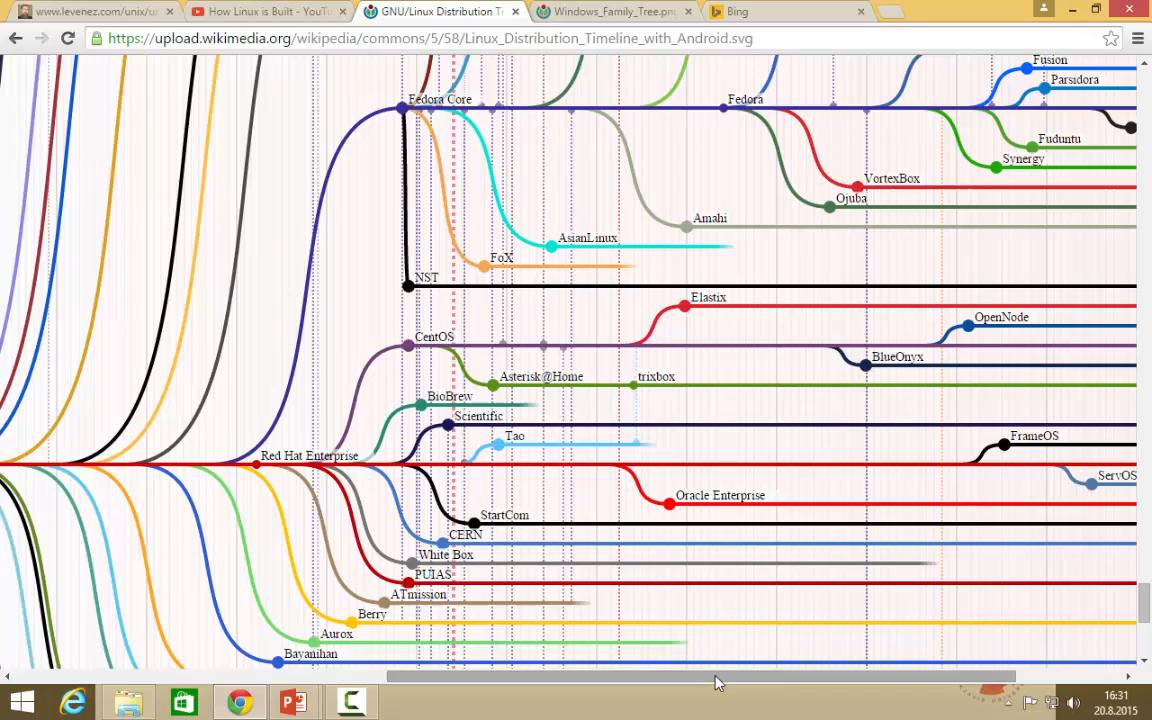 www.levenez.com/unix/u
How Linux is Built - YouTu
GNU/Linux Distribution T
Windows_Family_Tree.png
Bing
https://upload.wikimedia.org/wikipedia/commons/5/58/Linux_Distribution_Timeline_with_Android.svg
Fusion
Parsidora
Fedora Core
Fedora
Fuduntu
Synergy
VortexBox
Ojuba
Amahi
AsianLinux
FoX
NST
Elastix
OpenNode
CentOS
BlueOnyx
Asterisk@Home
trixbox
BioBrew
Scientific
Tao
FrameOS
Red Hat Enterprise
ServOS
Oracle Enterprise
StartCom
CERN
White Box
PUIAS
ATmission
Berry
Aurox
Bayanihan
16:31
20.8.2015